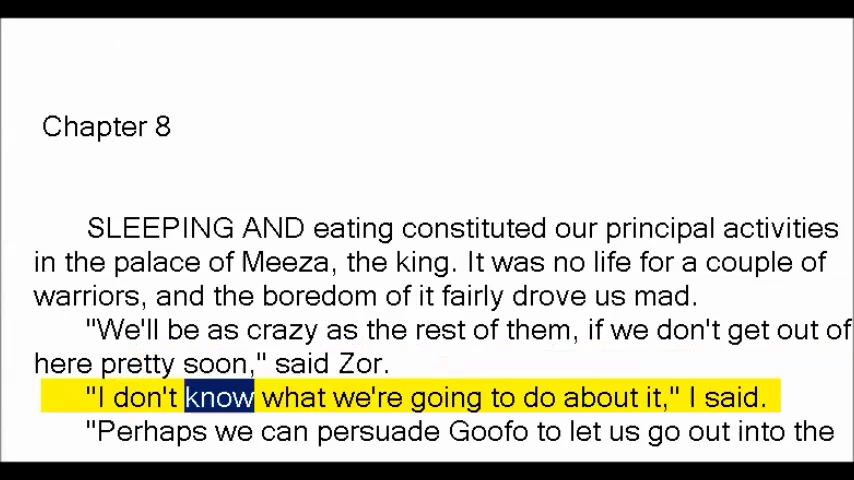 Chapter 8
SLEEPING AND eating constituted our principal activities
in the palace of Meeza, the king. It was no life for a couple of
warriors, and the boredom of it fairly drove us mad.
"We'll be as crazy as the rest of them, if we don't get out of
here pretty soon," said Zor.
"I don't know what we're going to do about it," I said.
"Perhaps we can persuade Goofo to let us go out into the